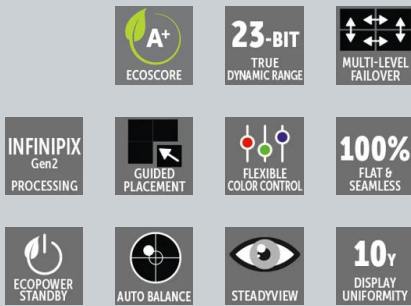 A+
ECOSCORE
23-BIT
TRUE
DYNAMIC RANGE
MULTI-LEVEL
FAILOVER
INFINIPIX
Gen2
PROCESSING
GUIDED
PLACEMENT
FLEXIBLE
COLOR CONTROL
100%
FLAT &
SEAMLESS
ECOPOWER
STANDBY
AUTO BALANCE
STEADYVIEW
10Y
DISPLAY
UNIFORMITY